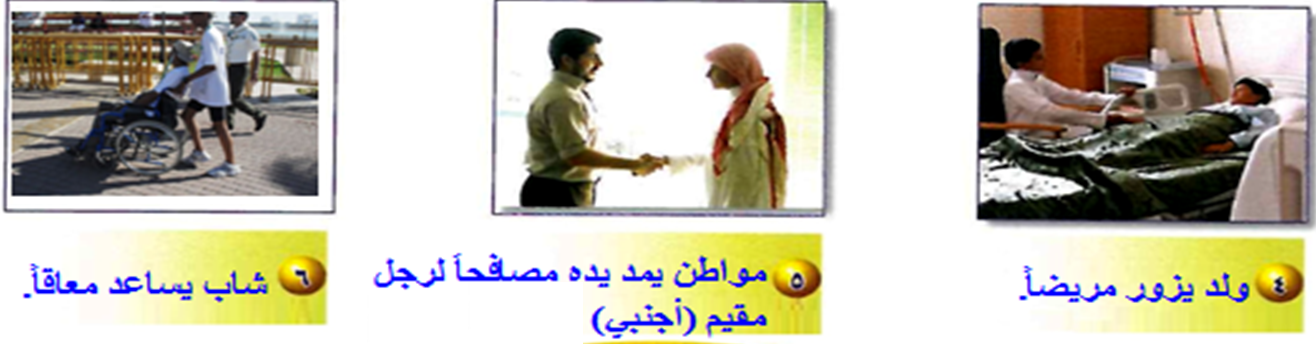 ٤ ولد يزور مريضاً.
٥ مواطن يمد يده مصافحاً لرجل
مقيم (أجنبي)
٦ شاب يساعد معاقاً.